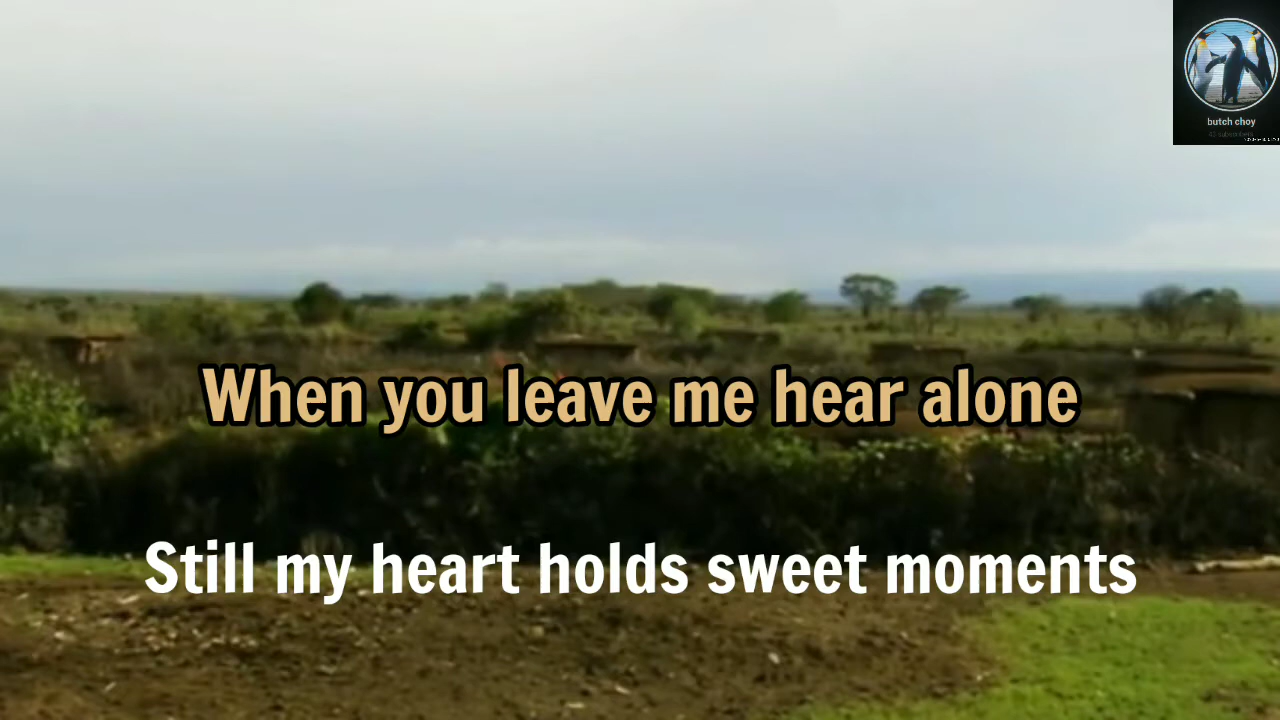 butch choy
When you leave me hear alone
Still my heart holds sweet moments